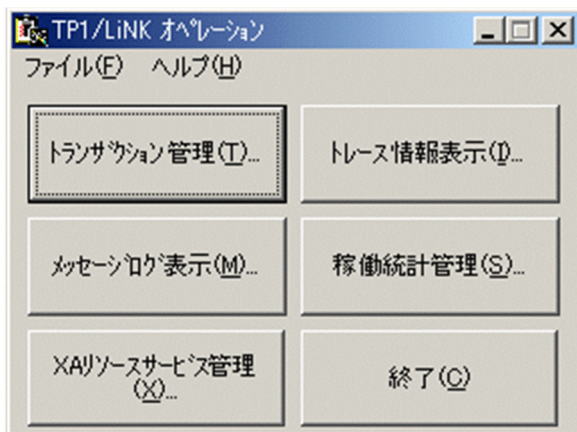 TP1/LiNK ｵﾍﾟﾚｰｼｮﾝ
ファイル(F) ヘルプ(H)
ﾄﾗﾝｻﾞｸｼｮﾝ管理(T)...
ﾄﾚｰｽ情報表示(I)...
ﾒｯｾｰｼﾞﾛｸﾞ表示(M)...
稼働統計管理(S)...
XAﾘｿｰｽｻｰﾋﾞｽ管理
(X)...
終了(C)